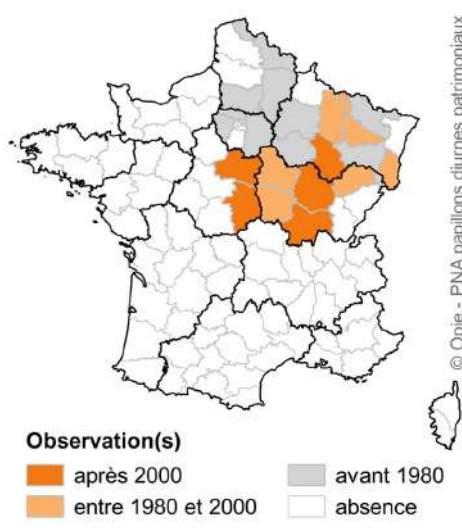 © Opie - PNA papillons diurnes patrimoniaux
Observation(s)
après 2000
avant 1980
entre 1980 et 2000
absence